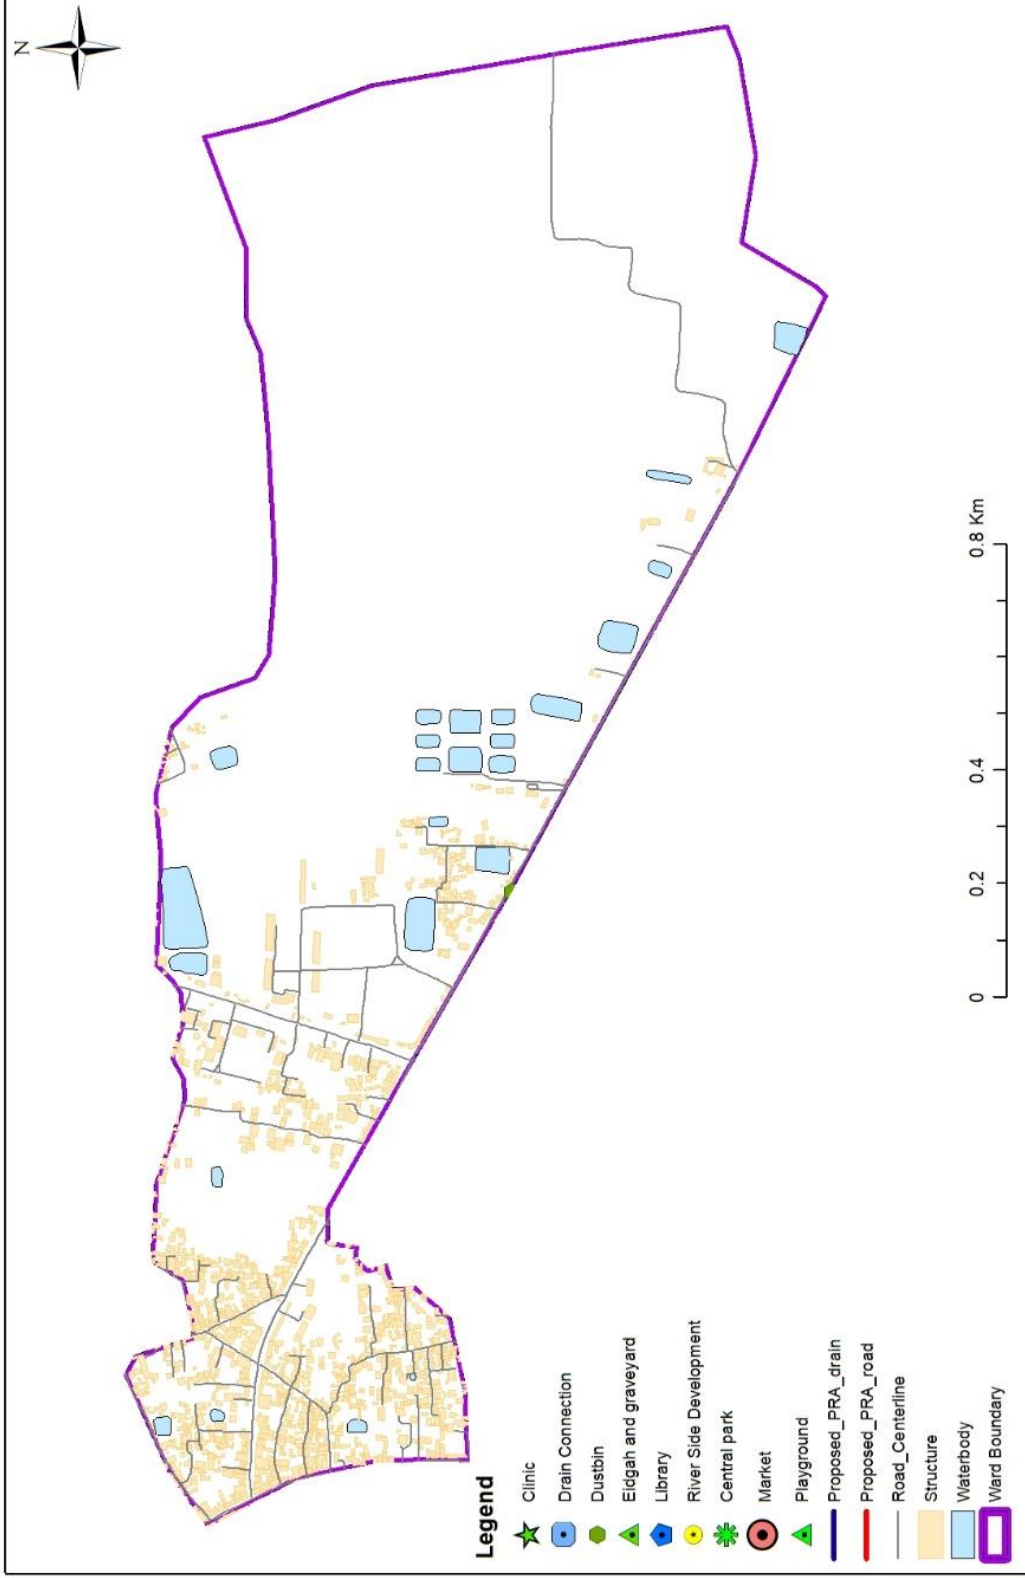 N
Legend
Clinic
Drain Connection
Dustbin
Eidgah and graveyard
Library
River Side Development
Central park
Market
Playground
Proposed_PRA_drain
Proposed_PRA_road
Road_Centerline
Structure
Waterbody
Ward Boundary
0 0.2 0.4 0.8 Km